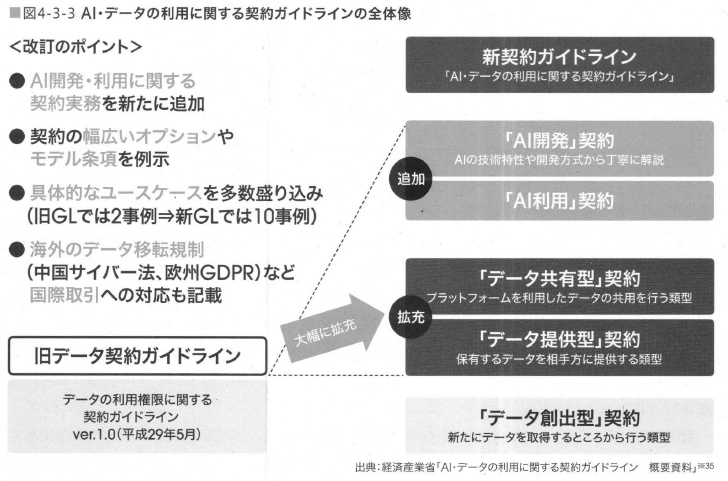 ■図4-3-3 AI・データの利用に関する契約ガイドラインの全体像
<改訂のポイント>
● AI開発・利用に関する
契約実務を新たに追加
● 契約の幅広いオプションや
モデル条項を例示
● 具体的なユースケースを多数盛り込み
(旧GLでは2事例⇒新GLでは10事例)
● 海外のデータ移転規制
(中国サイバー法、欧州GDPR)など
国際取引への対応も記載
旧データ契約ガイドライン
データの利用権限に関する
契約ガイドライン
ver.1.0(平成29年5月)
大幅に拡充
新契約ガイドライン
「AI・データの利用に関する契約ガイドライン」
追加
「AI開発」契約
AIの技術特性や開発方式から丁寧に解説
「AI利用」契約
拡充
「データ共有型」契約
プラットフォームを利用したデータの共用を行う類型
「データ提供型」契約
保有するデータを相手方に提供する類型
「データ創出型」契約
新たにデータを取得するところから行う類型
出典:経済産業省「AI・データの利用に関する契約ガイドライン 概要資料」※35